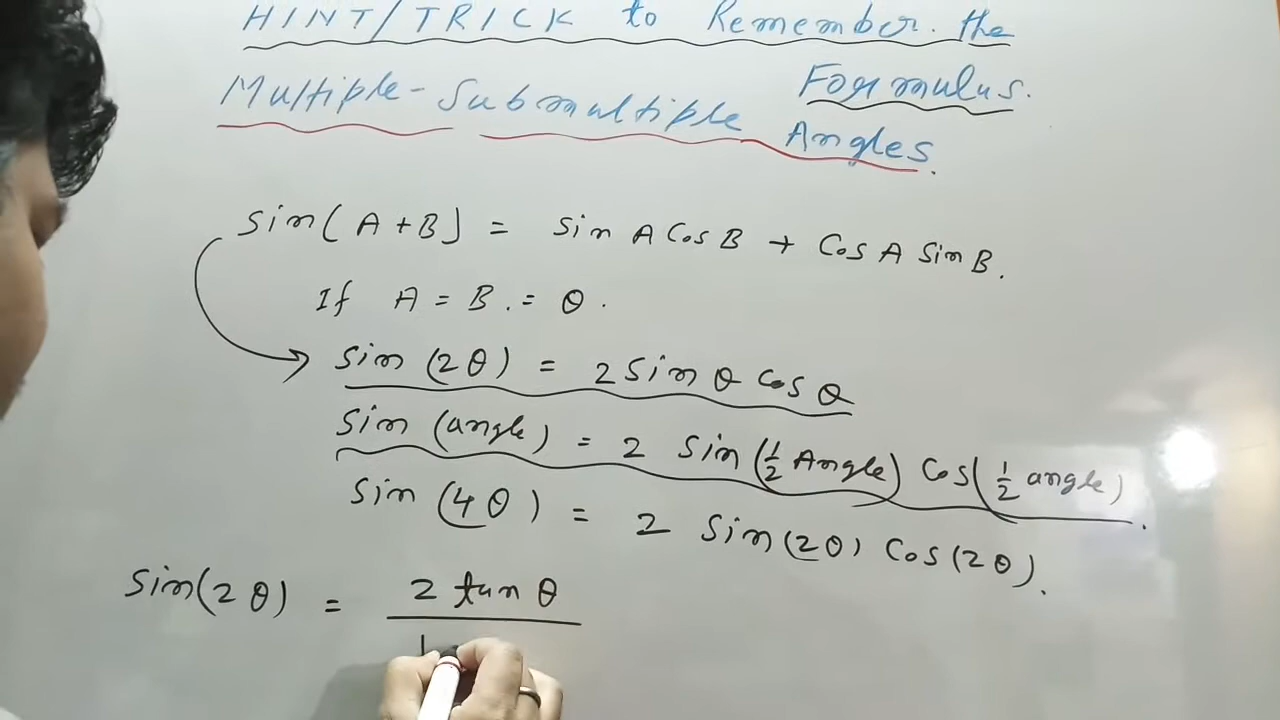 HINT/TRICK to Remember the
Formulus.
Multiple-Submultiple Angles.
Sin(A+B) = Sin A Cos B + Cos A Sin B.
If A = B. = θ.
Sin (2θ) = 2 Sin θ Cos θ
Sin (angle) = 2 Sin(½ Angle) Cos(½ angle).
Sin (4θ) = 2 Sin(2θ) Cos(2θ).
Sin(2θ) = 2 tan θ
1